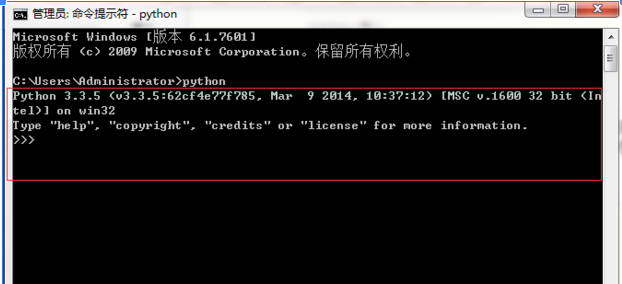 管理员: 命令提示符 - python
Microsoft Windows [版本 6.1.7601]
版权所有 (c) 2009 Microsoft Corporation。保留所有权利。
C:\Users\Administrator>python
Python 3.3.5 (v3.3.5:62cf4e77f785, Mar  9 2014, 10:37:12) [MSC v.1600 32 bit (In
tel)] on win32
Type "help", "copyright", "credits" or "license" for more information.
>>>